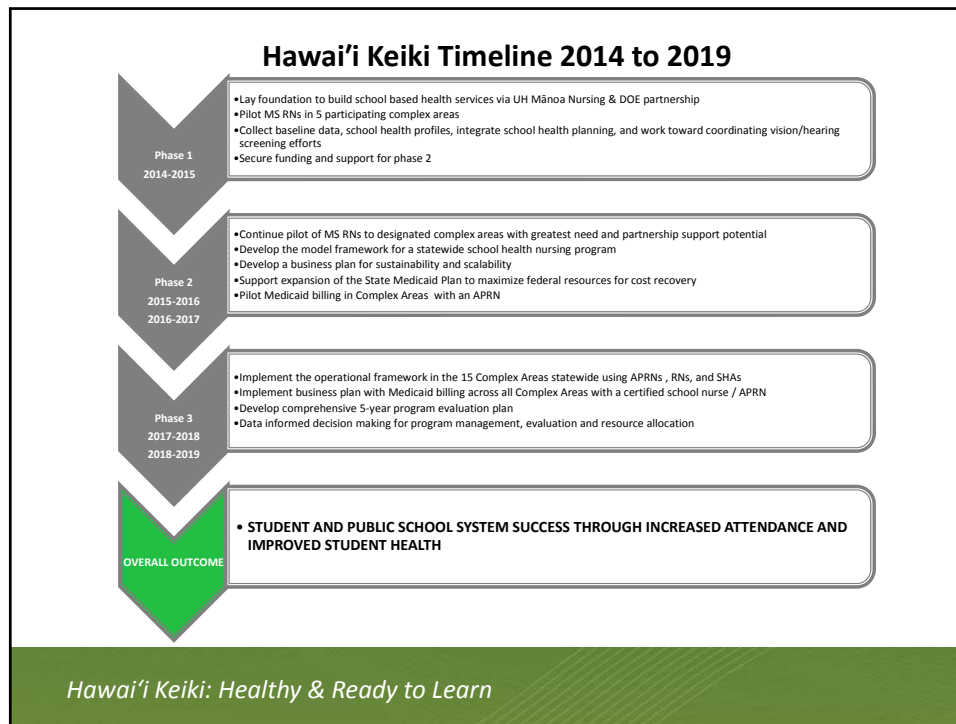 Hawai'i Keiki Timeline 2014 to 2019
Phase 1
2014-2015
•Lay foundation to build school based health services via UH Mānoa Nursing & DOE partnership
•Pilot MS RNs in 5 participating complex areas
•Collect baseline data, school health profiles, integrate school health planning, and work toward coordinating vision/hearing
screening efforts
•Secure funding and support for phase 2
Phase 2
2015-2016
2016-2017
•Continue pilot of MS RNs to designated complex areas with greatest need and partnership support potential
•Develop the model framework for a statewide school health nursing program
•Develop a business plan for sustainability and scalability
•Support expansion of the State Medicaid Plan to maximize federal resources for cost recovery
•Pilot Medicaid billing in Complex Areas with an APRN
Phase 3
2017-2018
2018-2019
•Implement the operational framework in the 15 Complex Areas statewide using APRNs , RNs, and SHAs
•Implement business plan with Medicaid billing across all Complex Areas with a certified school nurse / APRN
•Develop comprehensive 5-year program evaluation plan
•Data informed decision making for program management, evaluation and resource allocation
OVERALL OUTCOME
• STUDENT AND PUBLIC SCHOOL SYSTEM SUCCESS THROUGH INCREASED ATTENDANCE AND
IMPROVED STUDENT HEALTH
Hawai‘i Keiki: Healthy & Ready to Learn